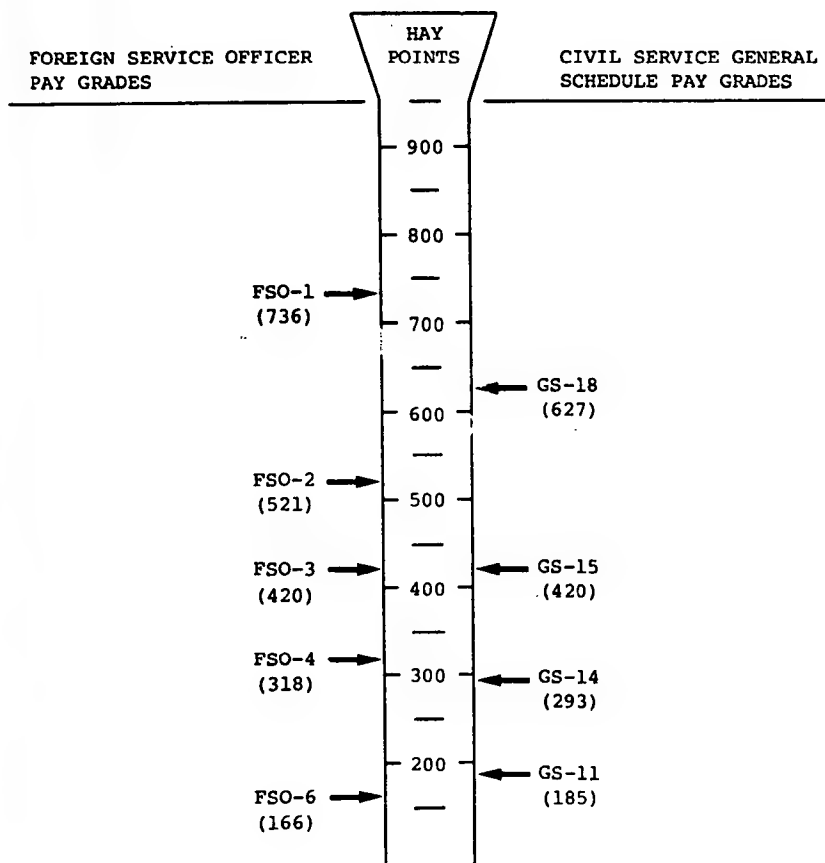 HAY
POINTS
FOREIGN SERVICE OFFICER
PAY GRADES
CIVIL SERVICE GENERAL
SCHEDULE PAY GRADES
900
800
FSO-1
(736)
700
GS-18
(627)
600
FSO-2
(521)
500
FSO-3
(420)
GS-15
(420)
400
FSO-4
(318)
300
GS-14
(293)
200
GS-11
(185)
FSO-6
(166)